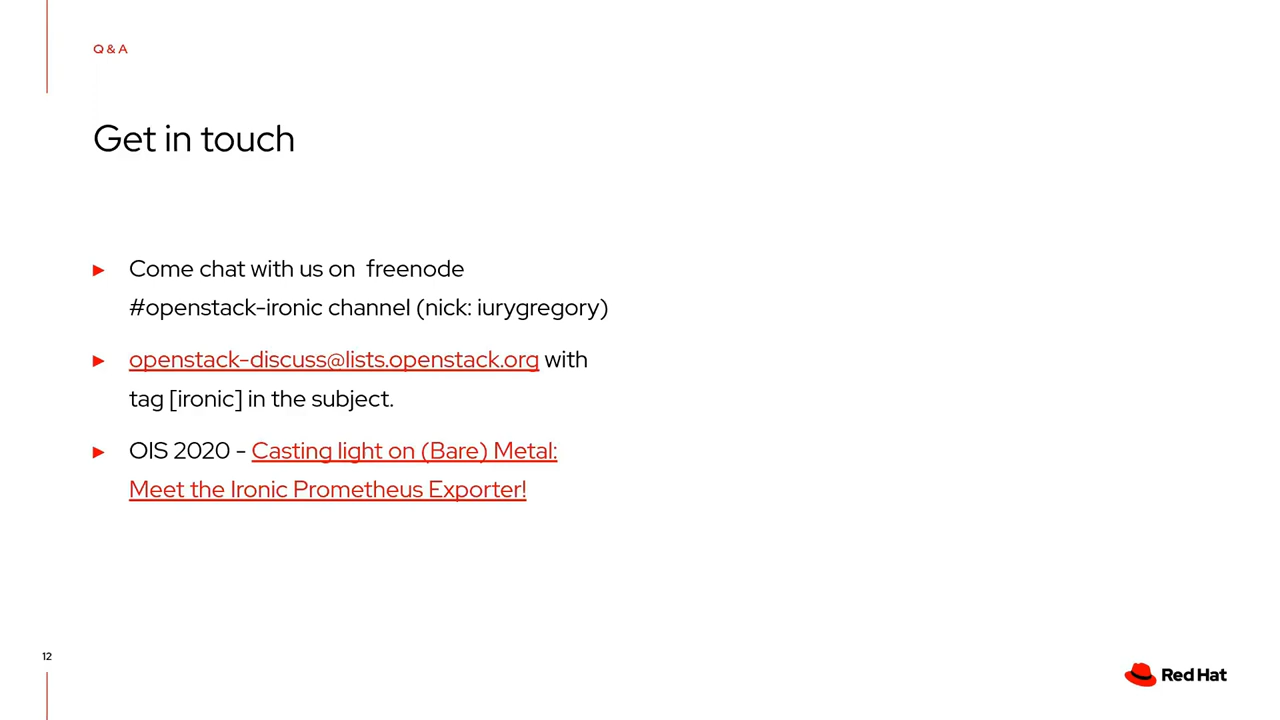 Q & A
Get in touch
► Come chat with us on  freenode
#openstack-ironic channel (nick: iurygregory)
► openstack-discuss@lists.openstack.org with
tag [ironic] in the subject.
► OIS 2020 - Casting light on (Bare) Metal:
Meet the Ironic Prometheus Exporter!
12
Red Hat